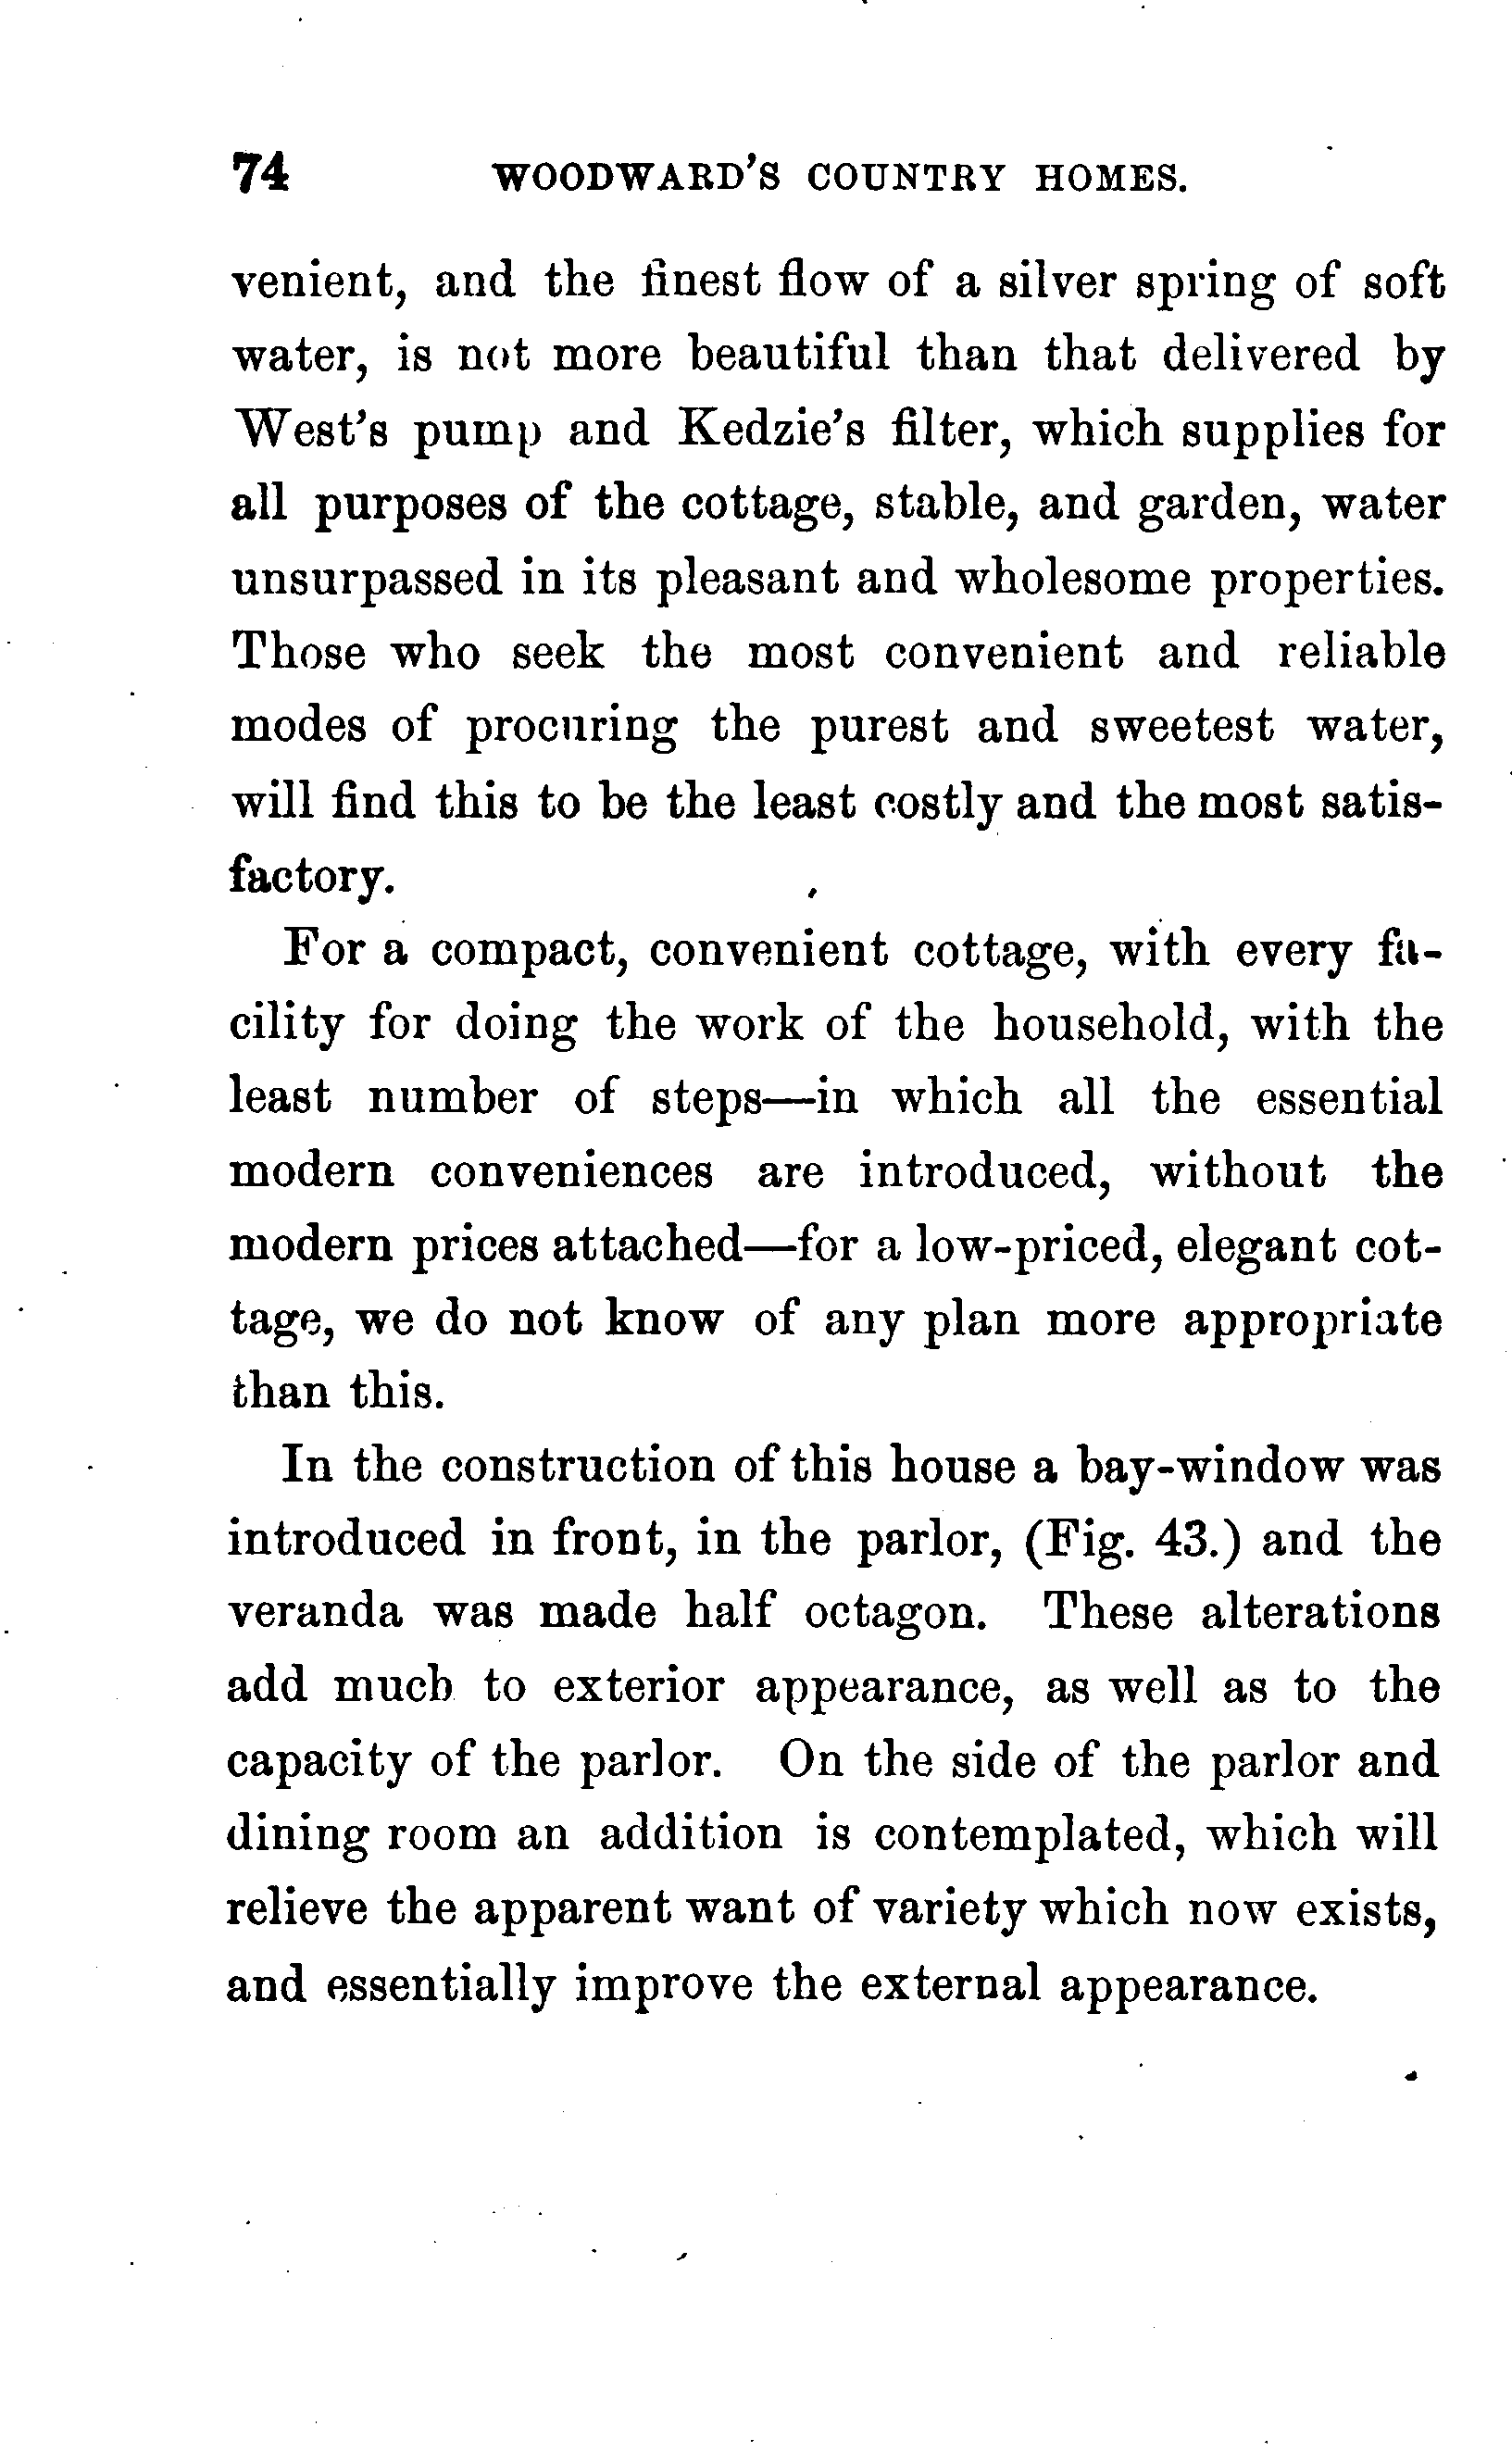 74 WOODWARD'S COUNTRY HOMES.
venient, and the finest flow of a silver spring of soft
water, is not more beautiful than that delivered by
West's pump and Kedzie's filter, which supplies for
all purposes of the cottage, stable, and garden, water
unsurpassed in its pleasant and wholesome properties.
Those who seek the most convenient and reliable
modes of procuring the purest and sweetest water,
will find this to be the least costly and the most satis-
factory.
For a compact, convenient cottage, with every fa-
cility for doing the work of the household, with the
least number of steps—in which all the essential
modern conveniences are introduced, without the
modern prices attached—for a low-priced, elegant cot-
tage, we do not know of any plan more appropriate
than this.
In the construction of this house a bay-window was
introduced in front, in the parlor, (Fig. 43.) and the
veranda was made half octagon. These alterations
add much to exterior appearance, as well as to the
capacity of the parlor. On the side of the parlor and
dining room an addition is contemplated, which will
relieve the apparent want of variety which now exists,
and essentially improve the external appearance.